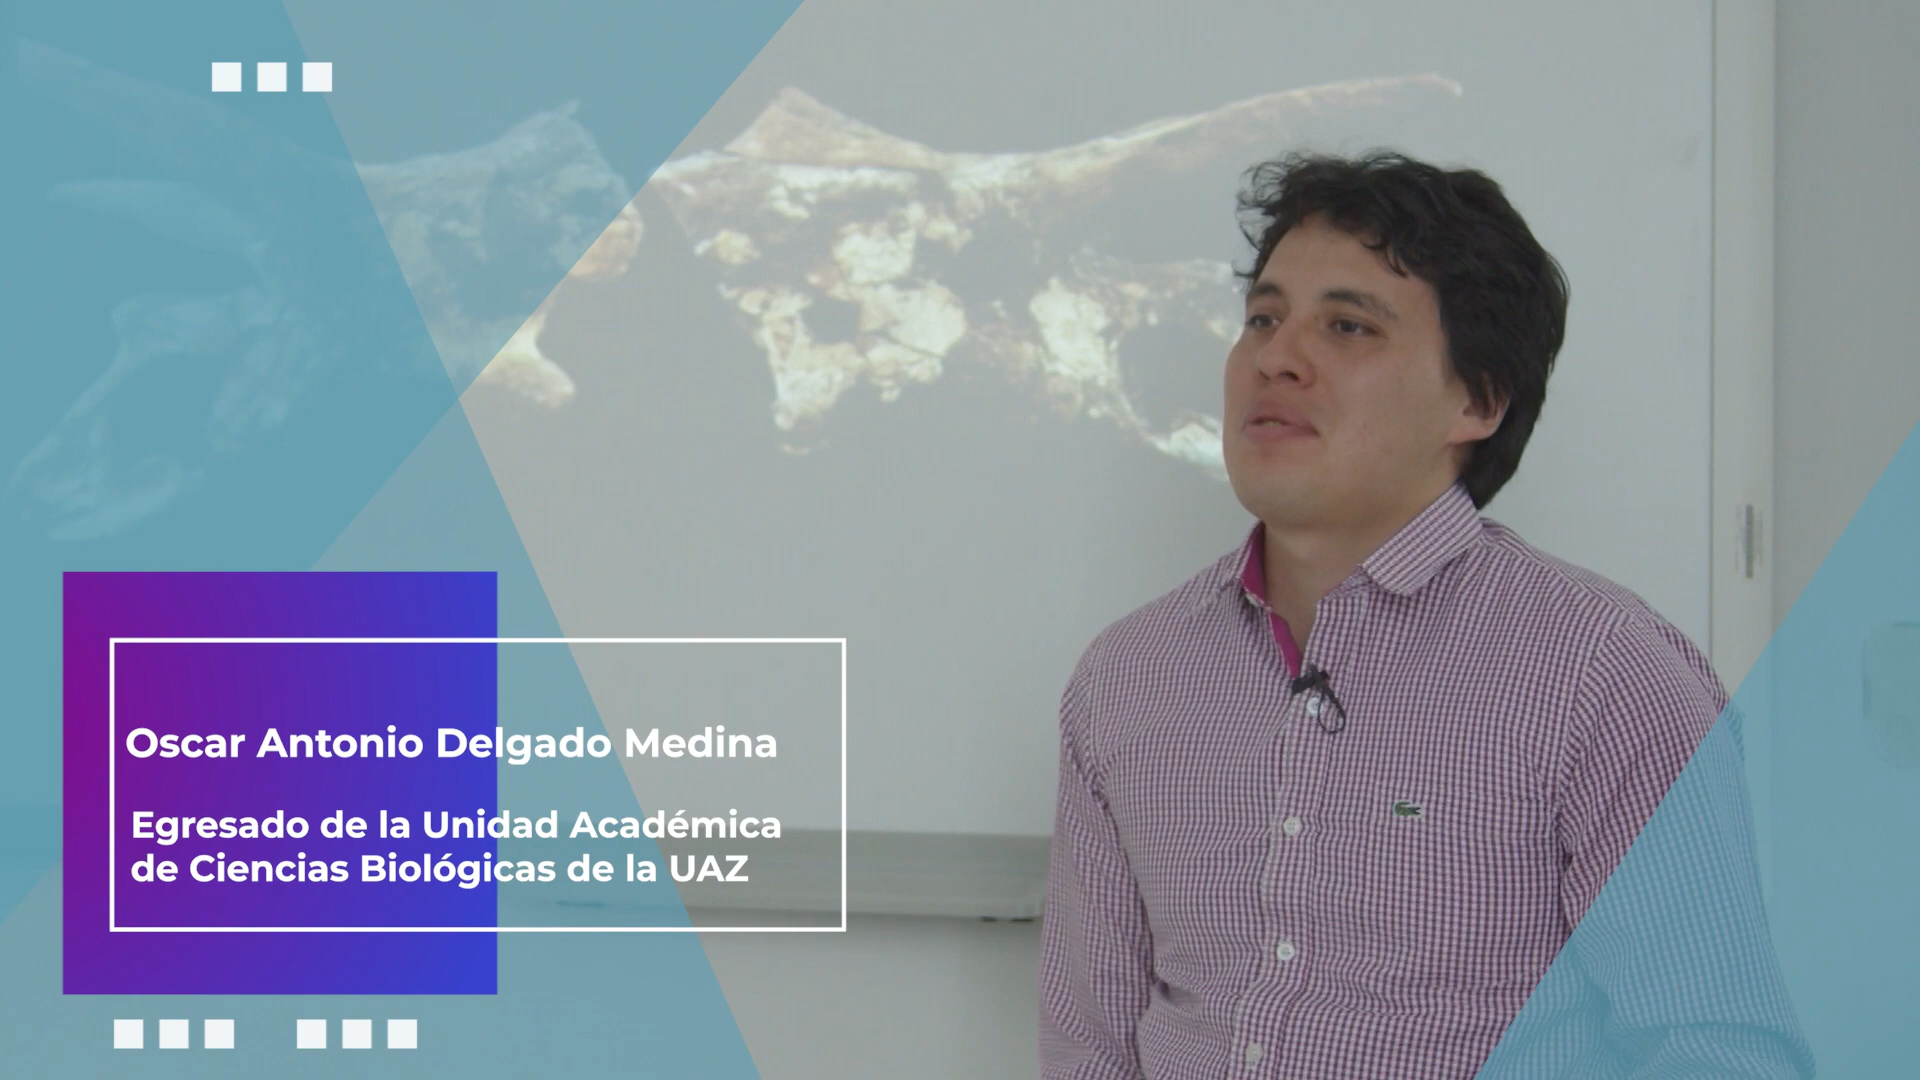 Oscar Antonio Delgado Medina
Egresado de la Unidad Académica
de Ciencias Biológicas de la UAZ